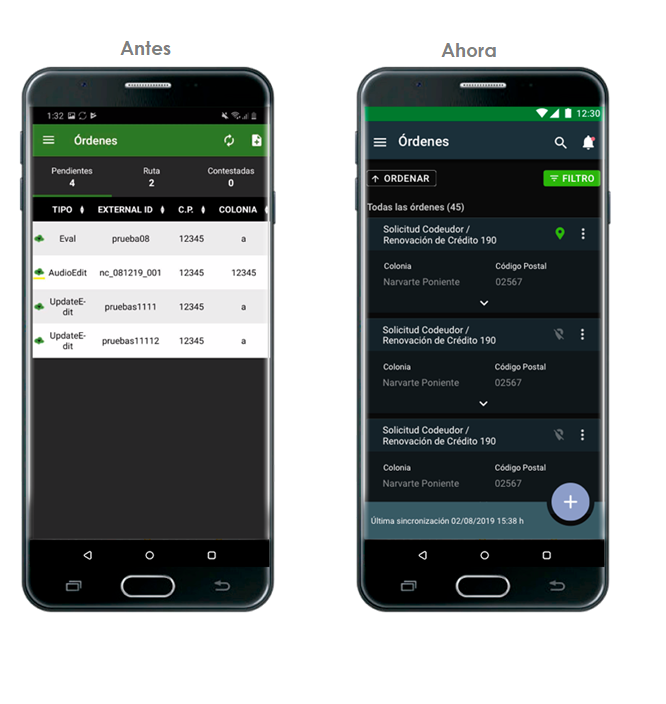 Antes
1:32
Órdenes
Pendientes
4
Ruta
2
Contestadas
0
TIPO EXTERNAL ID C.P. COLONIA
Eval prueba08 12345 a
AudioEdit nc_081219_001 12345 12345
UpdateE-
dit
pruebas1111 12345 a
UpdateE-
dit
pruebas11112 12345 a
Ahora
12:30
Órdenes
ORDENAR
FILTRO
Todas las órdenes (45)
Solicitud Codeudor /
Renovación de Crédito 190
Colonia Código Postal
Narvarte Poniente 02567
Solicitud Codeudor /
Renovación de Crédito 190
Colonia Código Postal
Narvarte Poniente 02567
Solicitud Codeudor /
Renovación de Crédito 190
Colonia Código Postal
Narvarte Poniente 02567
Última sincronización 02/08/2019 15:38 h